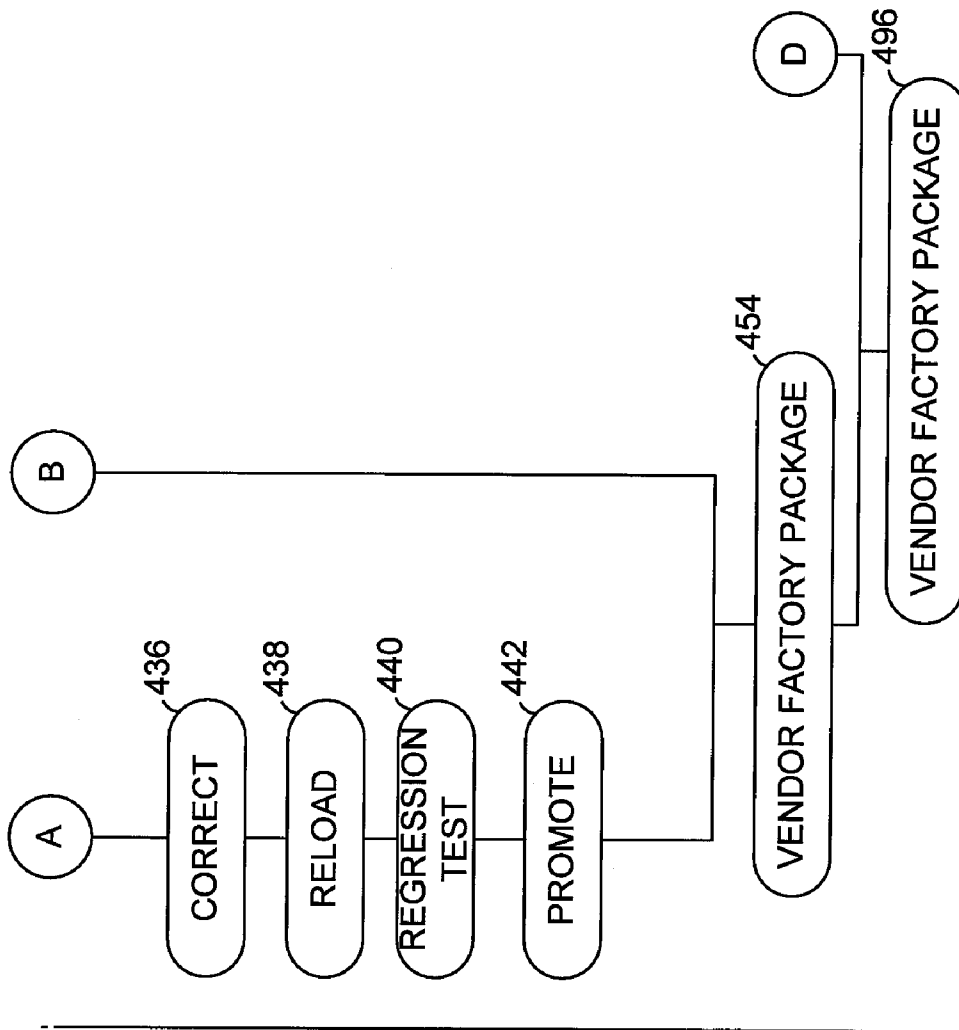 A
436
CORRECT
438
RELOAD
440
REGRESSION
TEST
442
PROMOTE
B
454
VENDOR FACTORY PACKAGE
D
496
VENDOR FACTORY PACKAGE